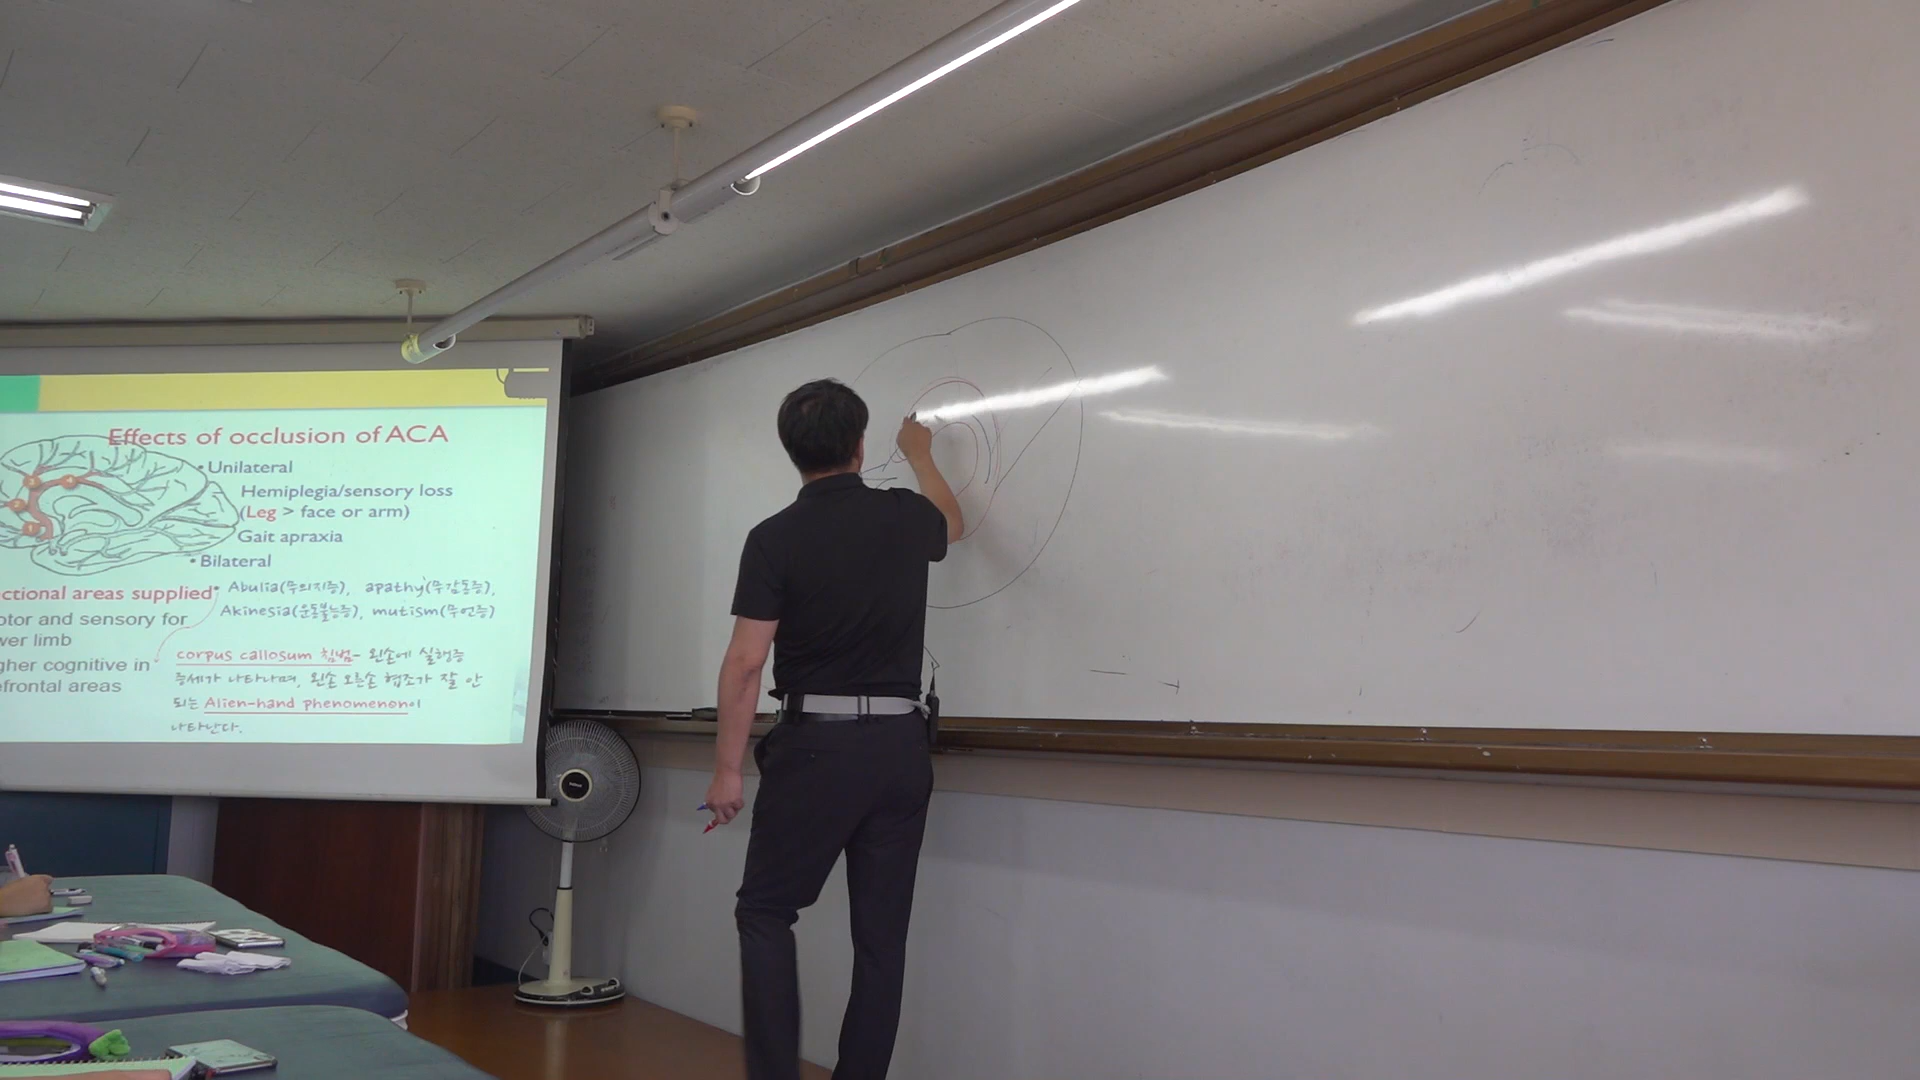 Effects of occlusion of ACA
• Unilateral
Hemiplegia/sensory loss
(Leg > face or arm)
Gait apraxia
• Bilateral
Abulia(무의지증), apathy(무감동증),
Akinesia(운동불능증), mutism(무언증)
ctional areas supplied
otor and sensory for
wer limb
gher cognitive in
efrontal areas
corpus callosum 침범- 왼손에 실행증
증세가 나타나며, 왼손 오른손 협조가 잘 안
되는 Alien-hand phenomenon이
나타난다.